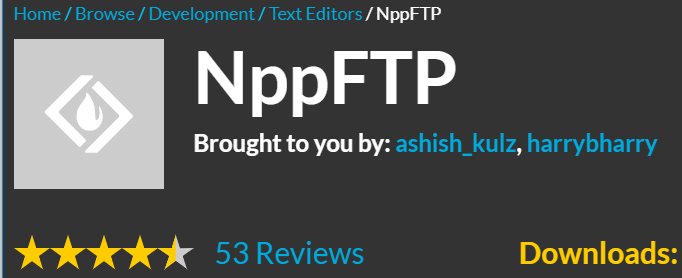 Home / Browse / Development / Text Editors / NppFTP
NppFTP
Brought to you by: ashish_kulz, harrybharry
53 Reviews
Downloads: